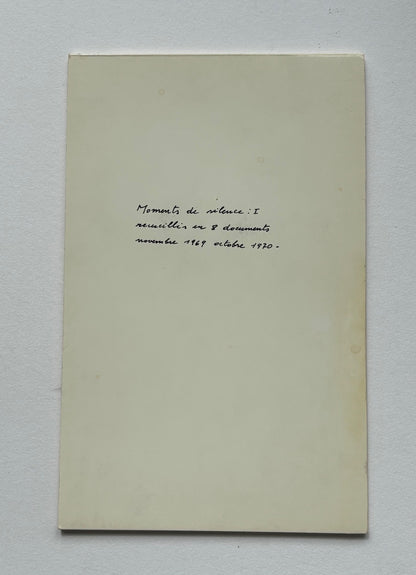 Moments de silence : I
recueillis en 8 documents
novembre 1969 octobre 1970 -